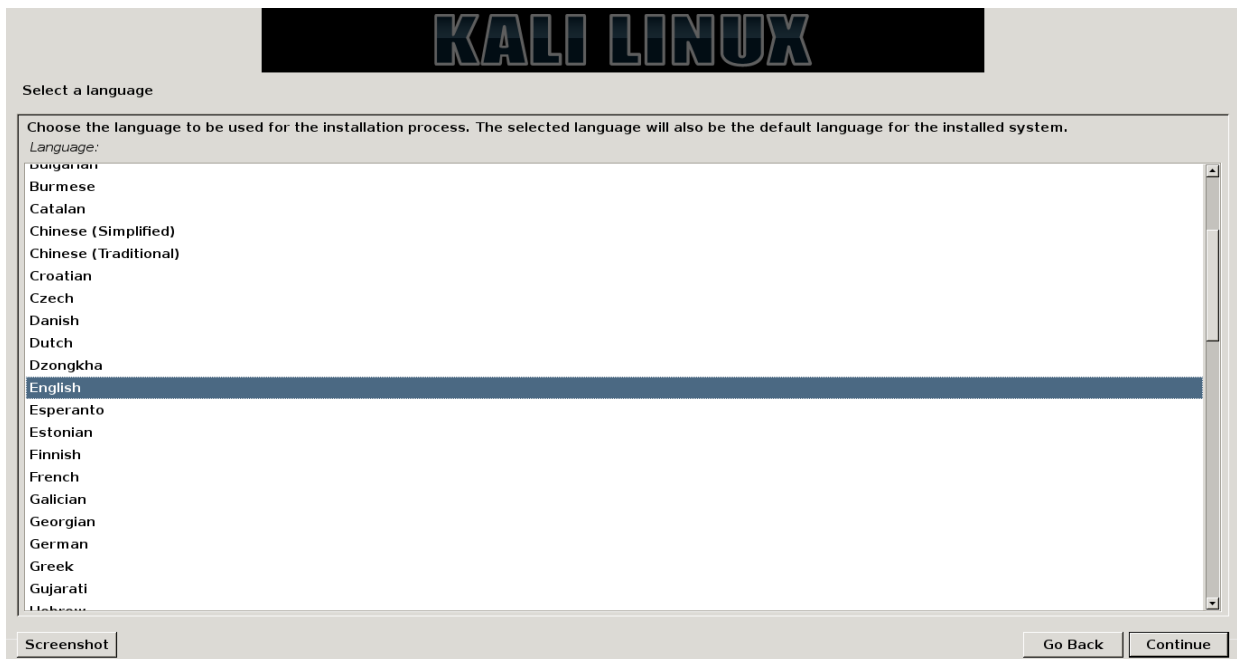 KALI LINUX
Select a language
Choose the language to be used for the installation process. The selected language will also be the default language for the installed system.
Language:
Bulgarian
Burmese
Catalan
Chinese (Simplified)
Chinese (Traditional)
Croatian
Czech
Danish
Dutch
Dzongkha
English
Esperanto
Estonian
Finnish
French
Galician
Georgian
German
Greek
Gujarati
Hebrew
Screenshot
Go Back
Continue